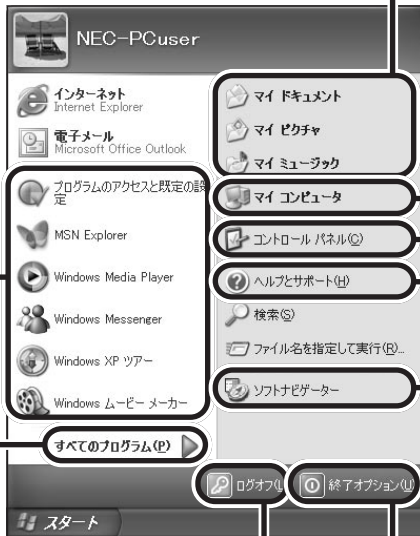 NEC-PCuser
インターネット
Internet Explorer
電子メール
Microsoft Office Outlook
プログラムのアクセスと既定の設
定
MSN Explorer
Windows Media Player
Windows Messenger
Windows XP ツアー
Windows ムービー メーカー
すべてのプログラム(P)
マイ ドキュメント
マイ ピクチャ
マイ ミュージック
マイ コンピュータ
コントロール パネル(C)
ヘルプとサポート(H)
検索(S)
ファイル名を指定して実行(R)...
ソフトナビゲーター
ログオフ(L
終了オプション(U
スタート